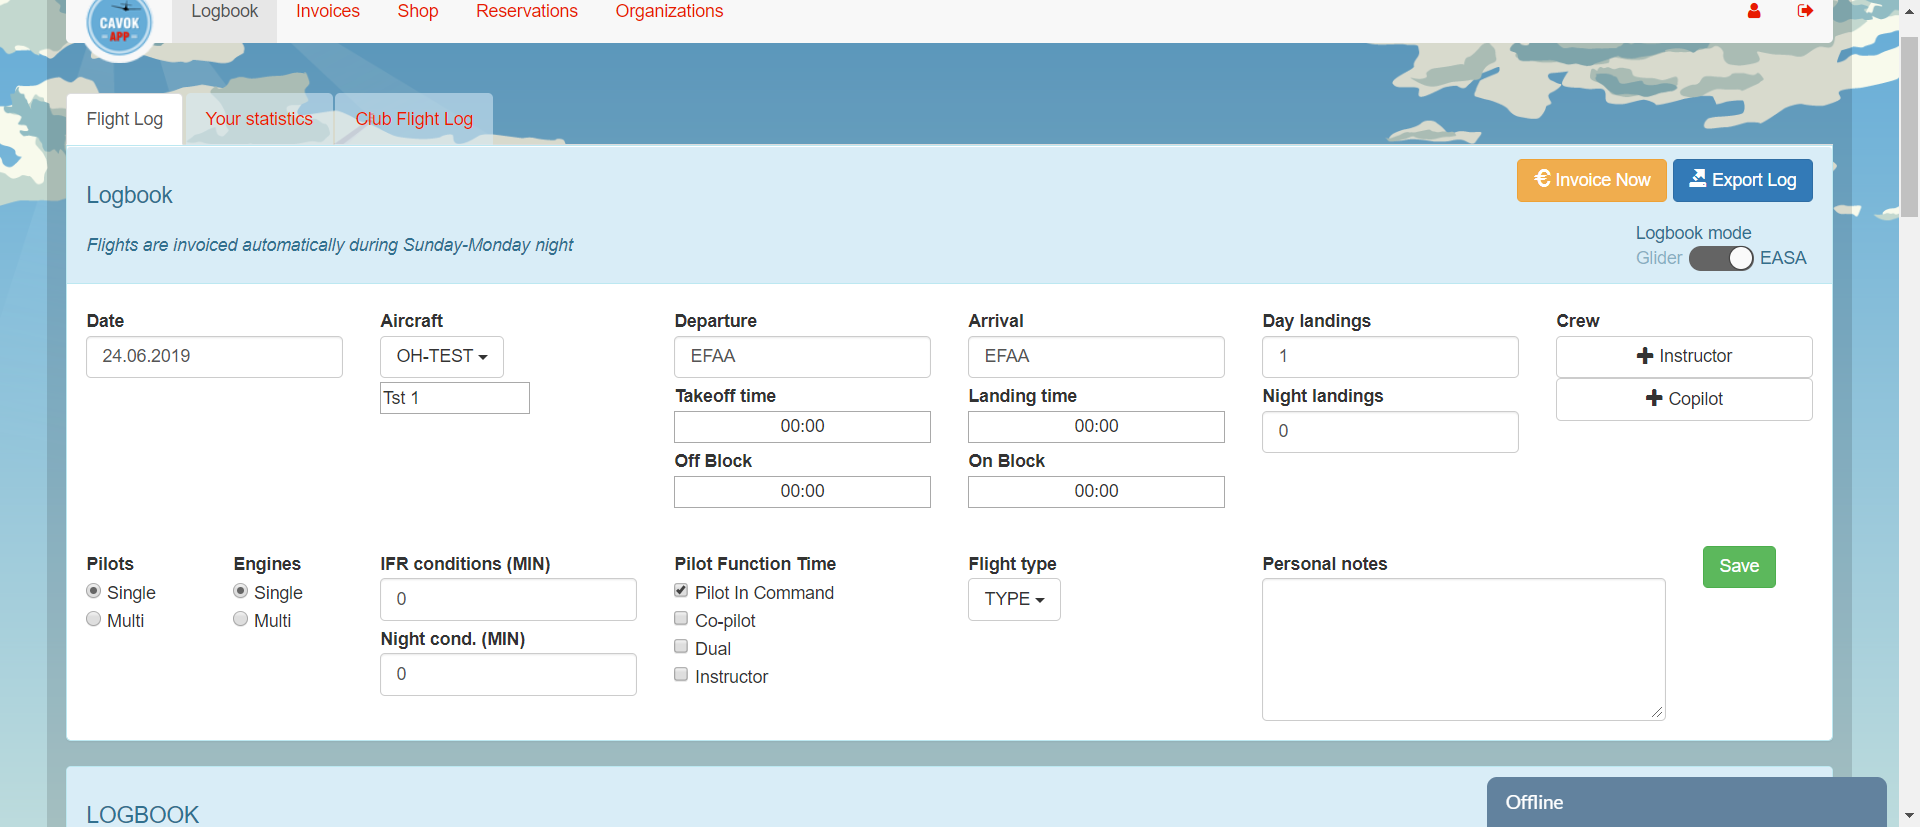 CAVOK
APP
Logbook
Invoices
Shop
Reservations
Organizations
Flight Log
Your statistics
Club Flight Log
Logbook
€ Invoice Now
Export Log
Flights are invoiced automatically during Sunday-Monday night
Logbook mode
Glider
EASA
Date
24.06.2019
Aircraft
OH-TEST
Tst 1
Departure
EFAA
Takeoff time
00:00
Off Block
00:00
Arrival
EFAA
Landing time
00:00
On Block
00:00
Day landings
1
Night landings
0
Crew
Instructor
Copilot
Pilots
Single
Multi
Engines
Single
Multi
IFR conditions (MIN)
0
Night cond. (MIN)
0
Pilot Function Time
Pilot In Command
Co-pilot
Dual
Instructor
Flight type
TYPE
Personal notes
Save
LOGBOOK
Offline